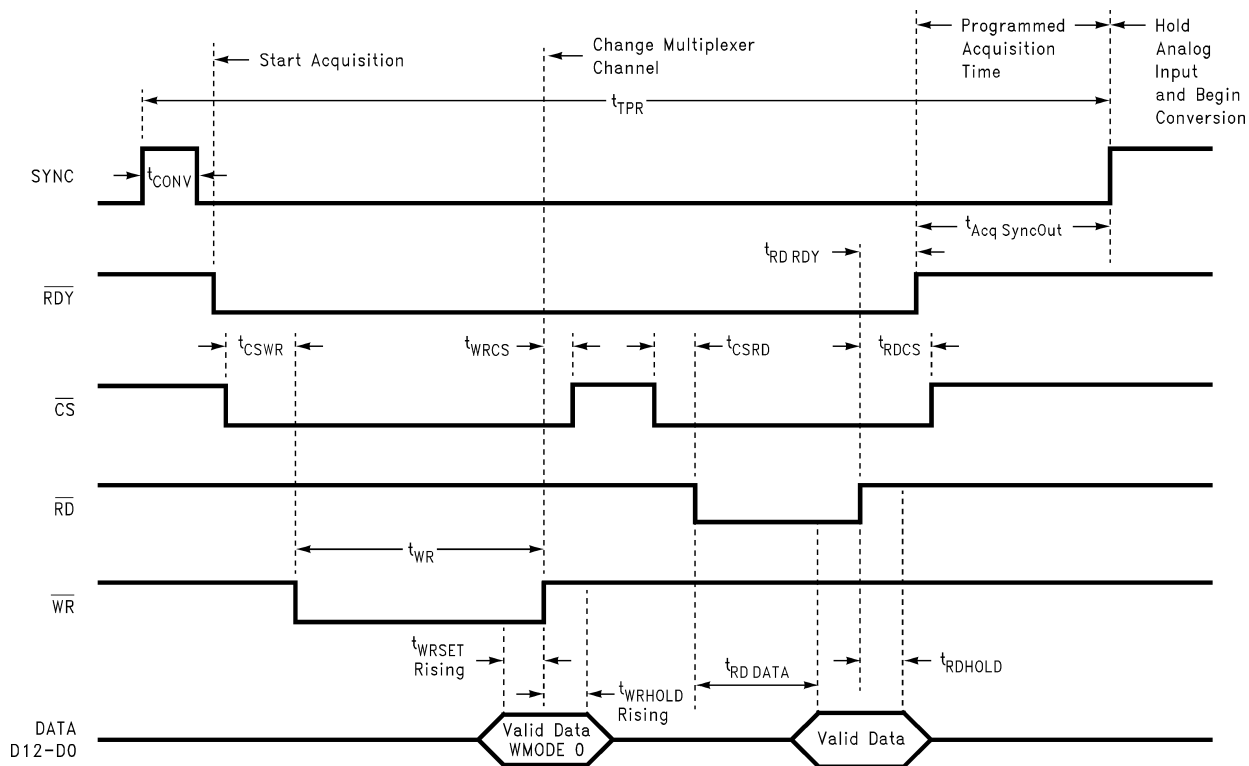 Start Acquisition
Change Multiplexer
Channel
Programmed
Acquisition
Time
Hold
Analog
Input
and Begin
Conversion
tTPR
SYNC
tCONV
tAcq SyncOut
tRD RDY
RDY
tCSWR
tWRCS
tCSRD
tRDCS
CS
RD
tWR
WR
tWRSET
Rising
tWRHOLD
Rising
tRD DATA
tRDHOLD
DATA
D12-D0
Valid Data
WMODE 0
Valid Data